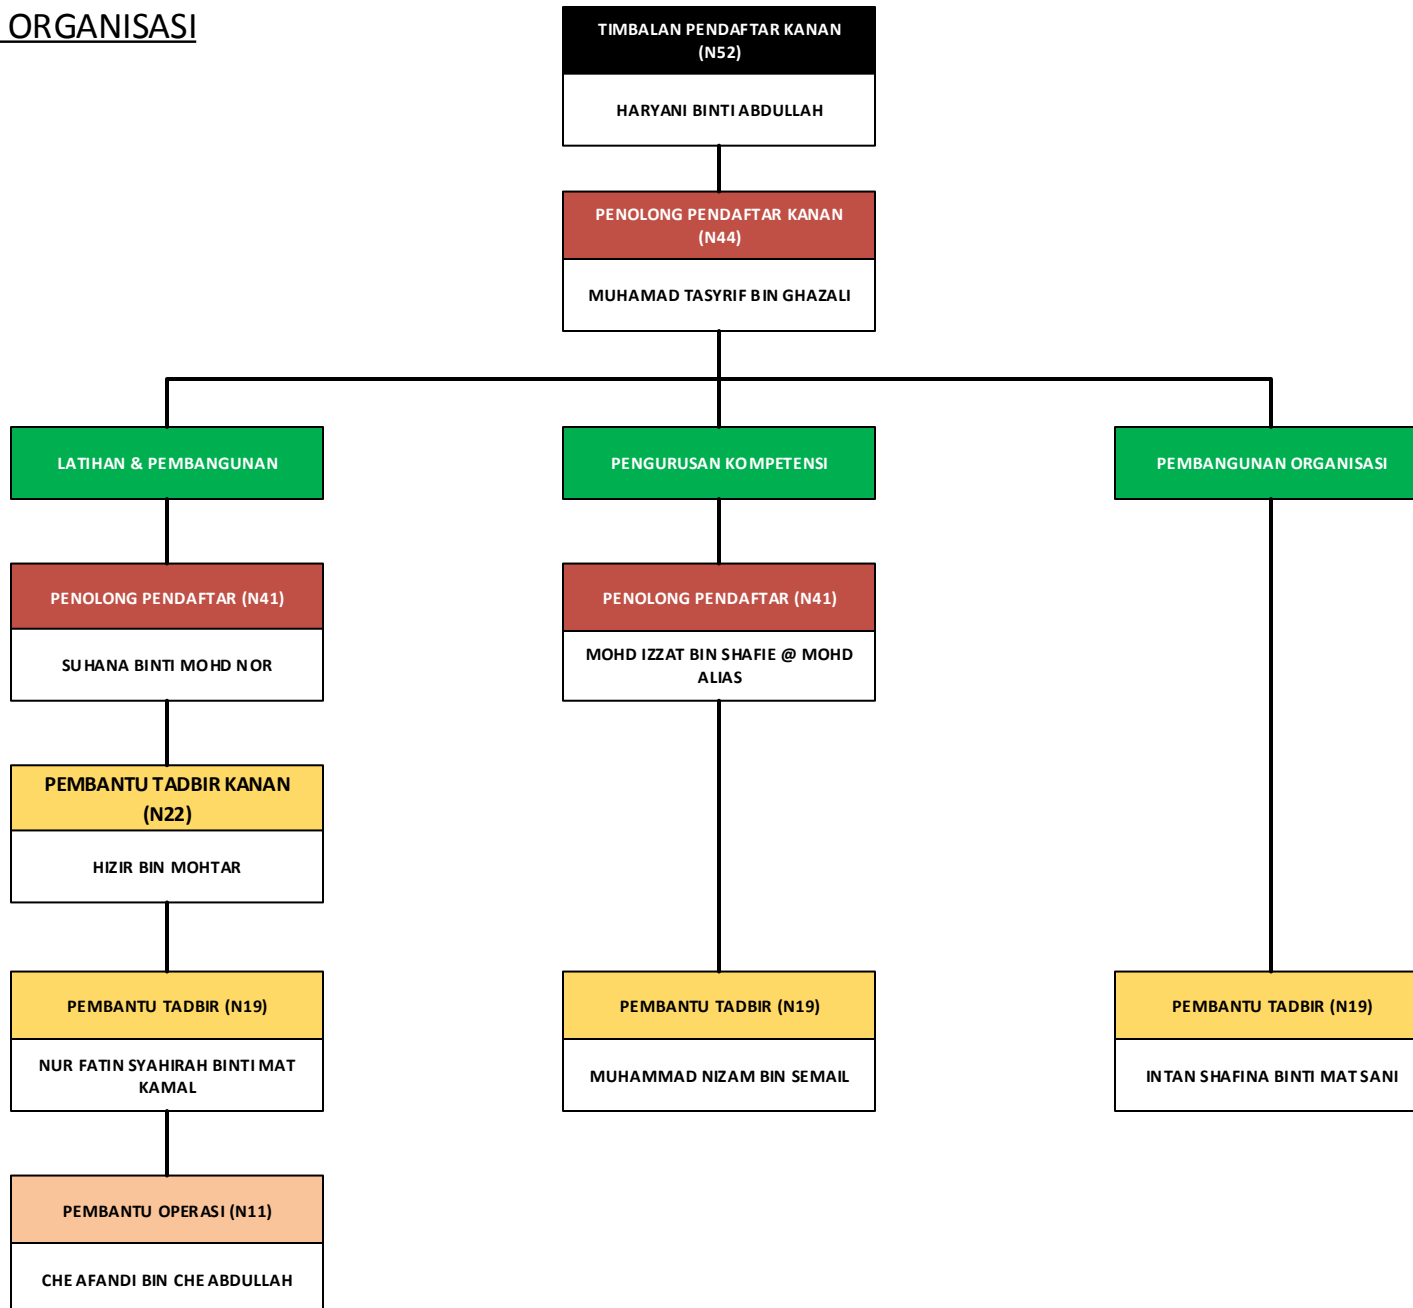 ORGANISASI
TIMBALAN PENDAFTAR KANAN
(N52)
HARYANI BINTI ABDULLAH
PENOLONG PENDAFTAR KANAN
(N44)
MUHAMAD TASYRIF BIN GHAZALI
LATIHAN & PEMBANGUNAN
PENGURUSAN KOMPETENSI
PEMBANGUNAN ORGANISASI
PENOLONG PENDAFTAR (N41)
SUHANA BINTI MOHD NOR
PENOLONG PENDAFTAR (N41)
MOHD IZZAT BIN SHAFIE @ MOHD
ALIAS
PEMBANTU TADBIR KANAN
(N22)
HIZIR BIN MOHTAR
PEMBANTU TADBIR (N19)
NUR FATIN SYAHIRAH BINTI MAT
KAMAL
PEMBANTU TADBIR (N19)
MUHAMMAD NIZAM BIN SEMAIL
PEMBANTU TADBIR (N19)
INTAN SHAFINA BINTI MAT SANI
PEMBANTU OPERASI (N11)
CHE AFANDI BIN CHE ABDULLAH